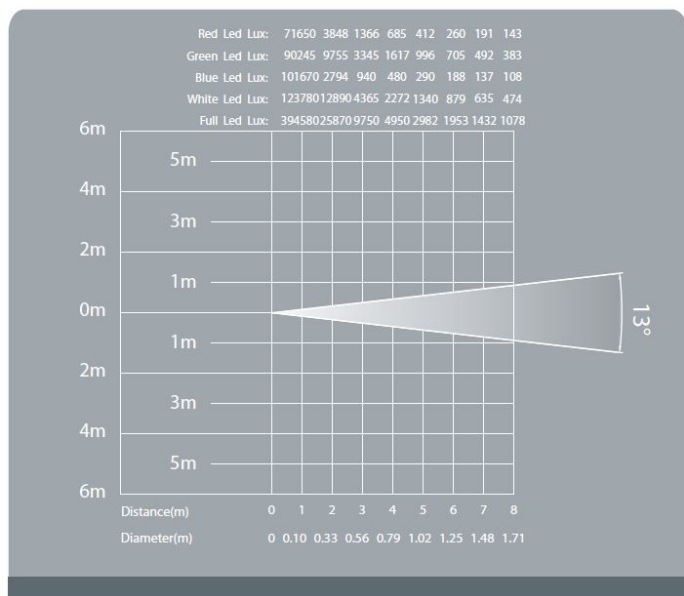 Red Led Lux: 71650 3848 1366 685 412 260 191 143
Green Led Lux: 90245 9755 3345 1617 996 705 492 383
Blue Led Lux: 101670 2794 940 480 290 188 137 108
White Led Lux: 123780 12890 4365 2272 1340 879 635 474
Full Led Lux: 394580 25870 9750 4950 2982 1953 1432 1078
6m
5m
4m
3m
2m
1m
0m
13°
1m
2m
3m
4m
5m
6m
Distance(m) 0 1 2 3 4 5 6 7 8
Diameter(m) 0 0.10 0.33 0.56 0.79 1.02 1.25 1.48 1.71